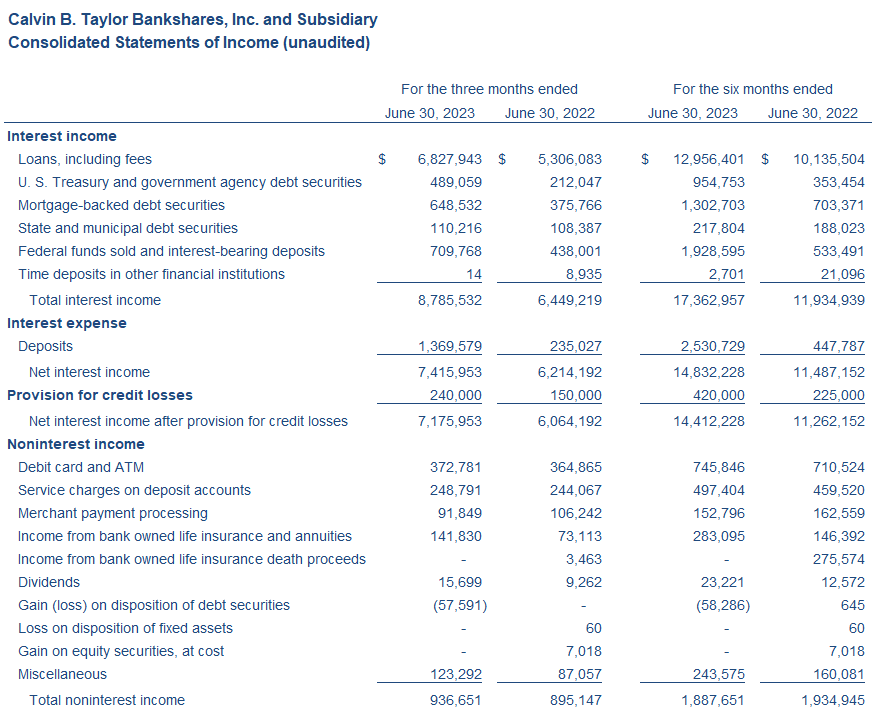 Calvin B. Taylor Bankshares, Inc. and Subsidiary
Consolidated Statements of Income (unaudited)
For the three months ended For the six months ended
June 30, 2023 June 30, 2022 June 30, 2023 June 30, 2022
Interest income
Loans, including fees $ 6,827,943 $ 5,306,083 $ 12,956,401 $ 10,135,504
U. S. Treasury and government agency debt securities 489,059 212,047 954,753 353,454
Mortgage-backed debt securities 648,532 375,766 1,302,703 703,371
State and municipal debt securities 110,216 108,387 217,804 188,023
Federal funds sold and interest-bearing deposits 709,768 438,001 1,928,595 533,491
Time deposits in other financial institutions 14 8,935 2,701 21,096
Total interest income 8,785,532 6,449,219 17,362,957 11,934,939
Interest expense
Deposits 1,369,579 235,027 2,530,729 447,787
Net interest income 7,415,953 6,214,192 14,832,228 11,487,152
Provision for credit losses 240,000 150,000 420,000 225,000
Net interest income after provision for credit losses 7,175,953 6,064,192 14,412,228 11,262,152
Noninterest income
Debit card and ATM 372,781 364,865 745,846 710,524
Service charges on deposit accounts 248,791 244,067 497,404 459,520
Merchant payment processing 91,849 106,242 152,796 162,559
Income from bank owned life insurance and annuities 141,830 73,113 283,095 146,392
Income from bank owned life insurance death proceeds - 3,463 - 275,574
Dividends 15,699 9,262 23,221 12,572
Gain (loss) on disposition of debt securities (57,591) - (58,286) 645
Loss on disposition of fixed assets - 60 - 60
Gain on equity securities, at cost - 7,018 - 7,018
Miscellaneous 123,292 87,057 243,575 160,081
Total noninterest income 936,651 895,147 1,887,651 1,934,945